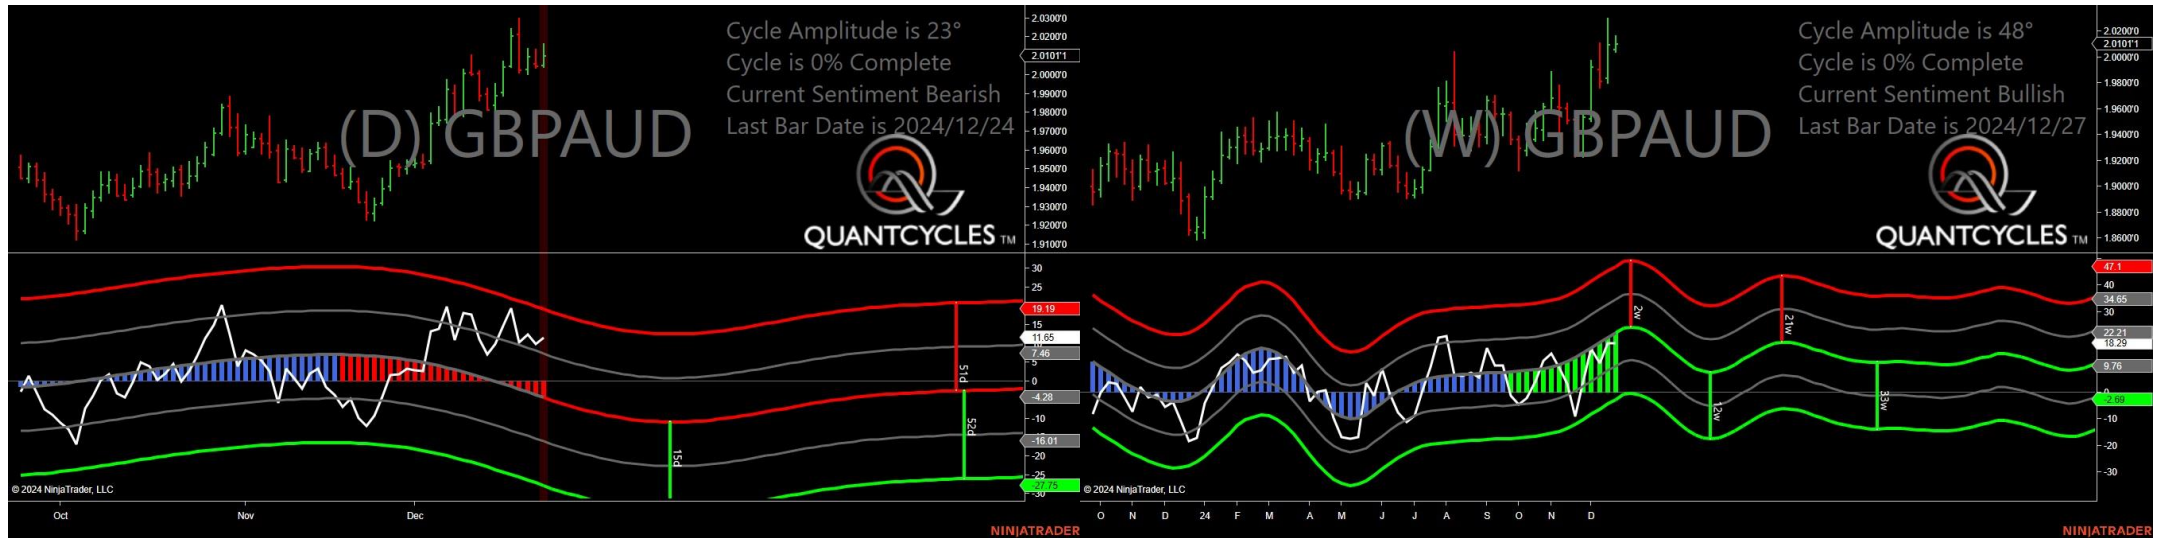 Cycle Amplitude is 23°
Cycle is 0% Complete
Current Sentiment Bearish
Last Bar Date is 2024/12/24
(D) GBPAUD
QUANTCYCLES TM
2.0300'0
2.0200'0
2.0101'1
2.0000'0
1.9900'0
1.9800'0
1.9700'0
1.9600'0
1.9500'0
1.9400'0
1.9300'0
1.9200'0
1.9100'0
30
25
19.19
15
11.65
7.46
5
0
-4.28
-10
-16.01
-20
-25
-27.75
-30
51d
52d
15d
© 2024 NinjaTrader, LLC
Oct Nov Dec
NINJATRADER
Cycle Amplitude is 48°
Cycle is 0% Complete
Current Sentiment Bullish
Last Bar Date is 2024/12/27
(W) GBPAUD
QUANTCYCLES TM
2.0200'0
2.0101'1
2.0000'0
1.9800'0
1.9600'0
1.9400'0
1.9200'0
1.9000'0
1.8800'0
1.8600'0
47.1
40
34.65
30
22.21
18.29
9.76
0
-2.69
-10
-20
-30
2w
21w
12w
33w
© 2024 NinjaTrader, LLC
O N D 24 F M A M J J A S O N D
NINJATRADER